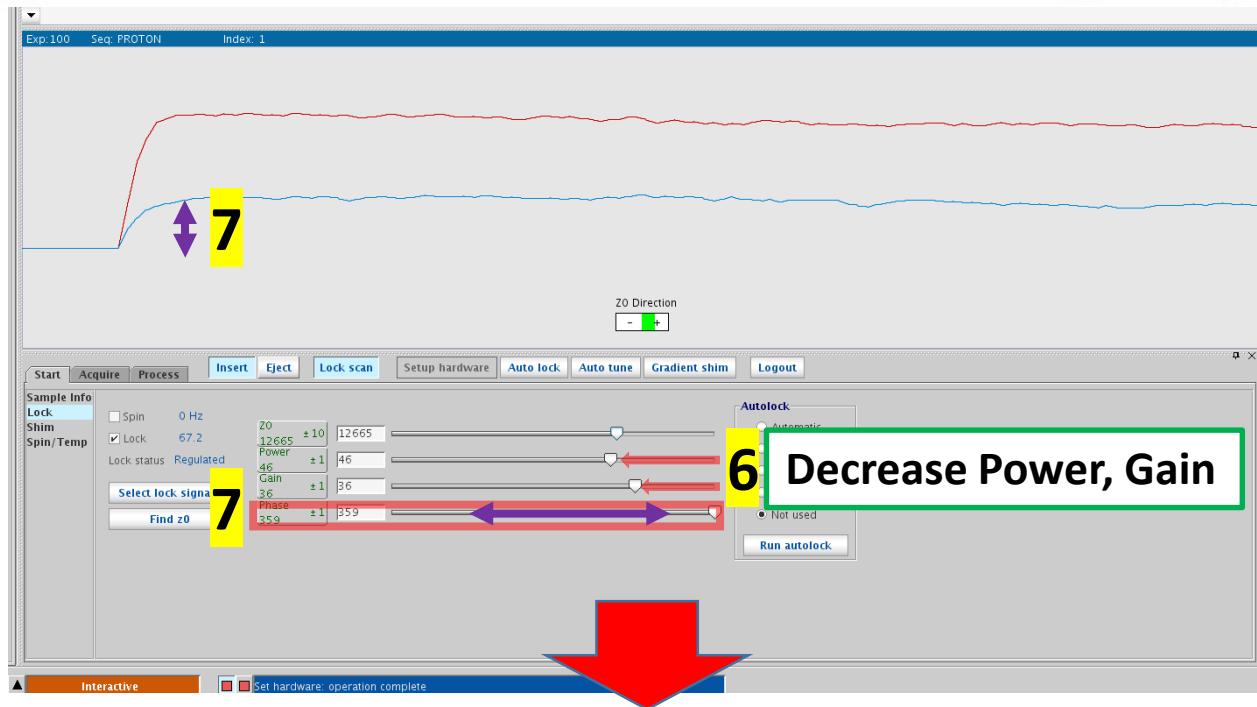 Exp:100 Seq: PROTON Index: 1
7
Z0 Direction
- +
Start Acquire Process Insert Eject Lock scan Setup hardware Auto lock Auto tune Gradient shim Logout
Sample Info
Lock
Shim
Spin/Temp
Spin 0 Hz
Lock 67.2
Lock status Regulated
Select lock signa
Find z0
7
Z0
12665 ±10 12665
Power
46 ±1 46
Gain
36 ±1 36
Phase
359 ±1 359
Autolock
Automatic
6 Decrease Power, Gain
Not used
Run autolock
Interactive Set hardware: operation complete